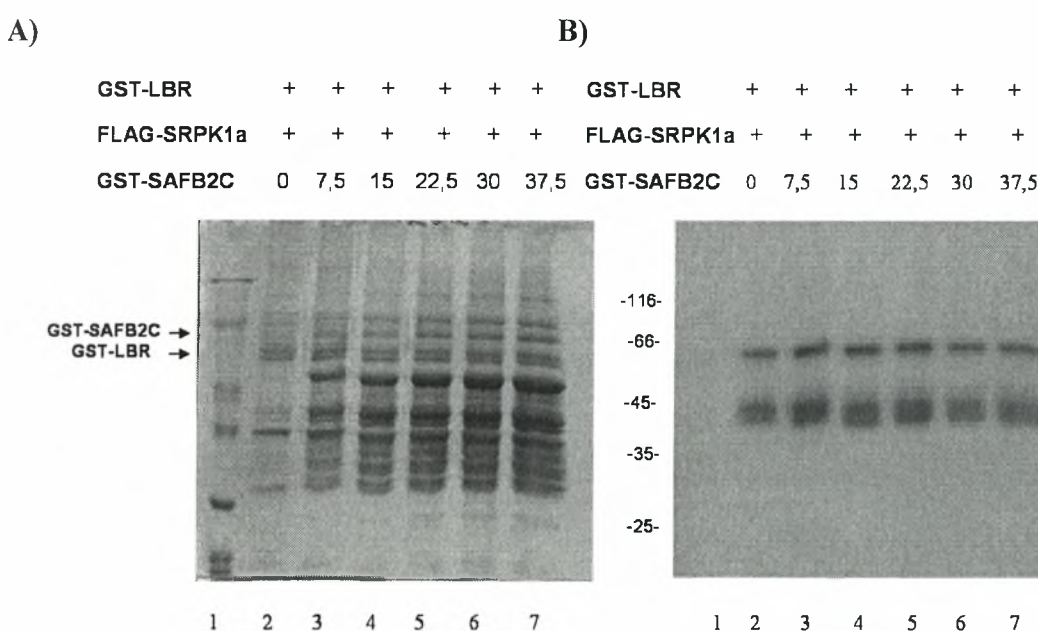 A)
GST-LBR + + + + + +
FLAG-SRPK1a + + + + + +
GST-SAFB2C 0 7,5 15 22,5 30 37,5
GST-SAFB2C →
GST-LBR →
1 2 3 4 5 6 7
B)
GST-LBR + + + + + +
FLAG-SRPK1a + + + + + +
GST-SAFB2C 0 7,5 15 22,5 30 37,5
-116-
-66-
-45-
-35-
-25-
1 2 3 4 5 6 7